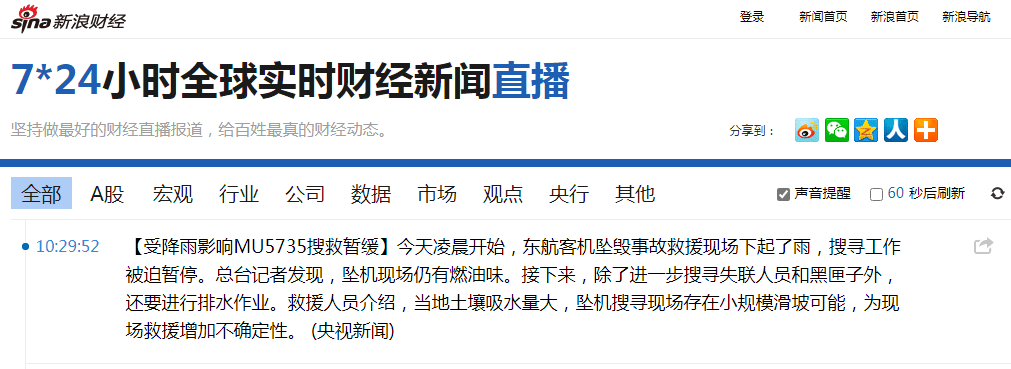 sina新浪财经
登录 新闻首页 新浪首页 新浪导航
7*24小时全球实时财经新闻直播
坚持做最好的财经直播报道，给百姓最真的财经动态。
分享到：
全部 A股 宏观 行业 公司 数据 市场 观点 央行 其他
声音提醒 60 秒后刷新
10:29:52 【受降雨影响MU5735搜救暂缓】今天凌晨开始，东航客机坠毁事故救援现场下起了雨，搜寻工作
被迫暂停。总台记者发现，坠机现场仍有燃油味。接下来，除了进一步搜寻失联人员和黑匣子外，
还要进行排水作业。救援人员介绍，当地土壤吸水量大，坠机搜寻现场存在小规模滑坡可能，为现
场救援增加不确定性。 (央视新闻)